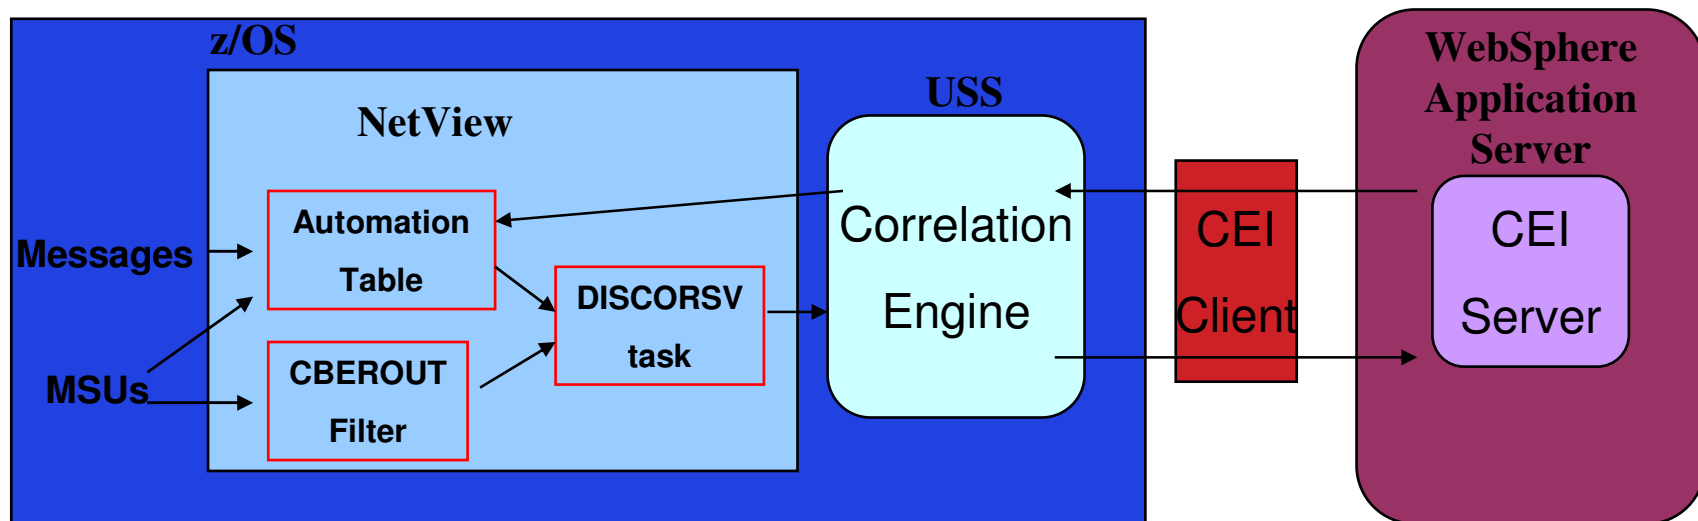 z/OS
NetView
USS
WebSphere
Application
Server
Messages
MSUs
Automation
Table
CBEROUT
Filter
DISCORSV
task
Correlation
Engine
CEI
Client
CEI
Server